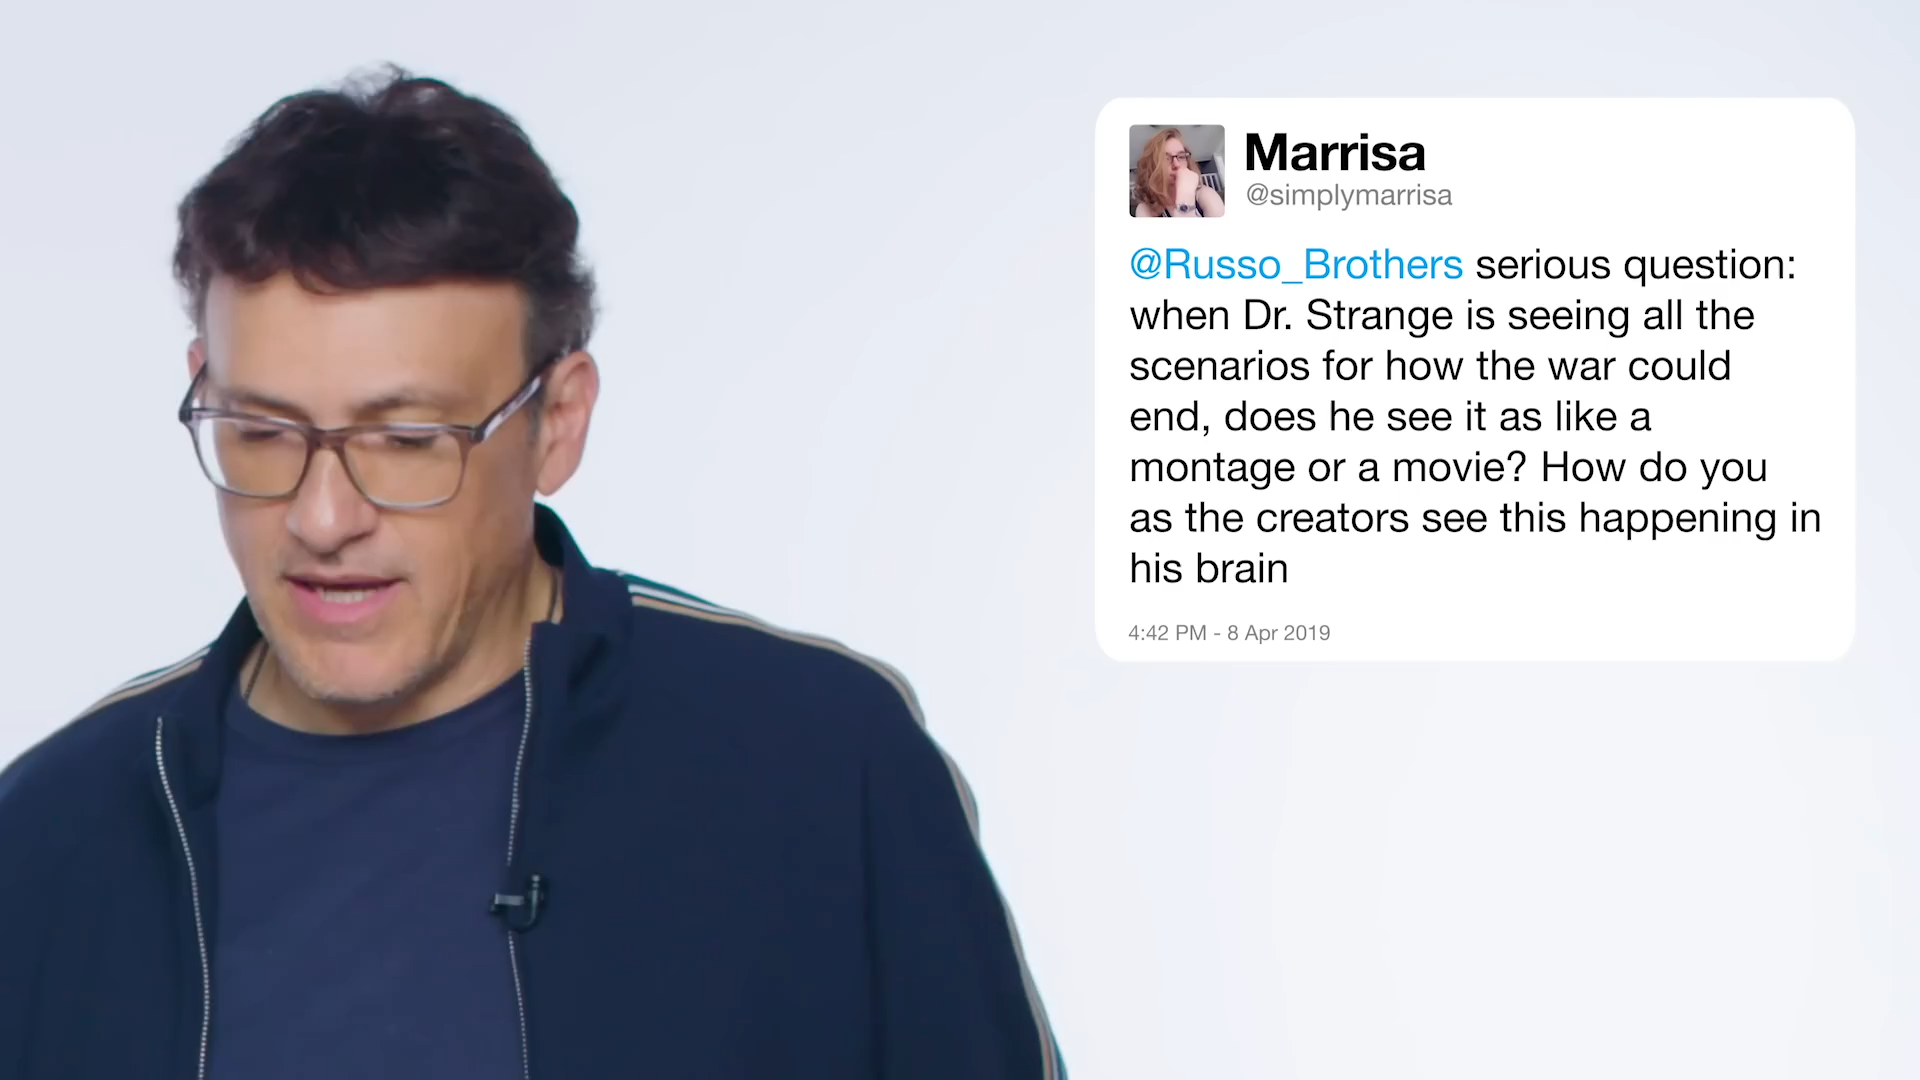 Marrisa
@simplymarrisa
@Russo_Brothers serious question:
when Dr. Strange is seeing all the
scenarios for how the war could
end, does he see it as like a
montage or a movie? How do you
as the creators see this happening in
his brain
4:42 PM - 8 Apr 2019